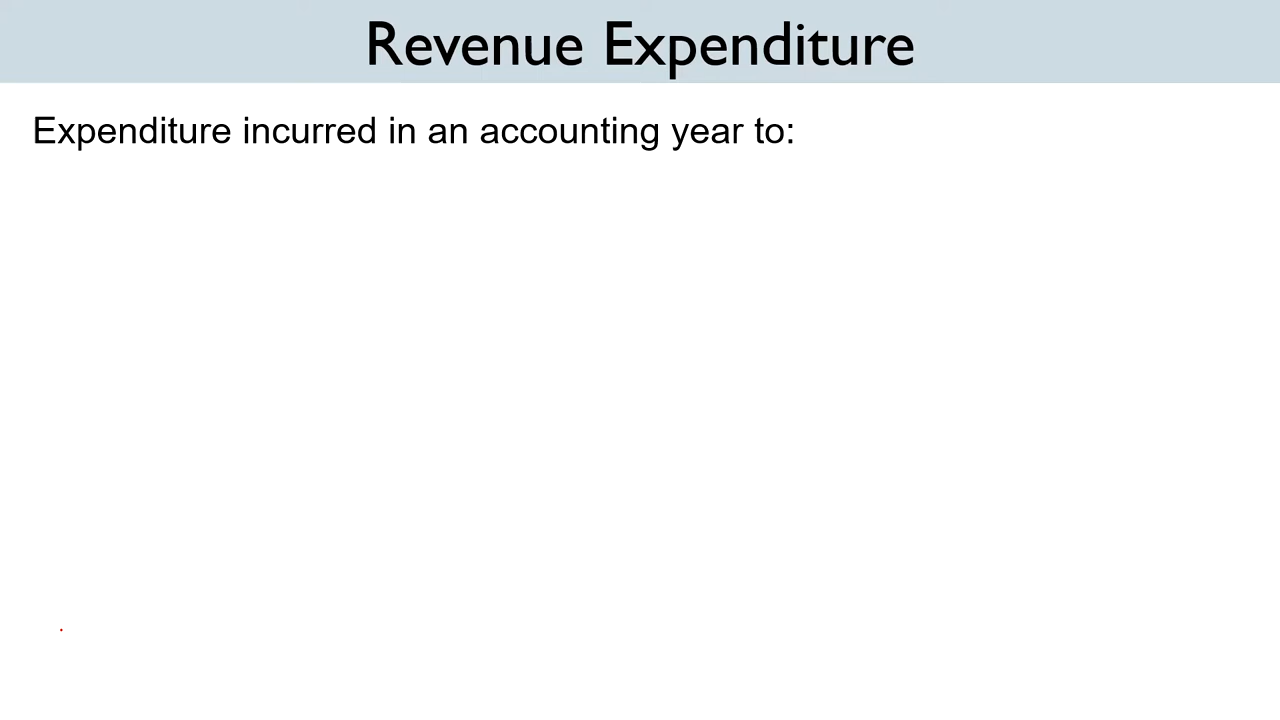 Revenue Expenditure
Expenditure incurred in an accounting year to: